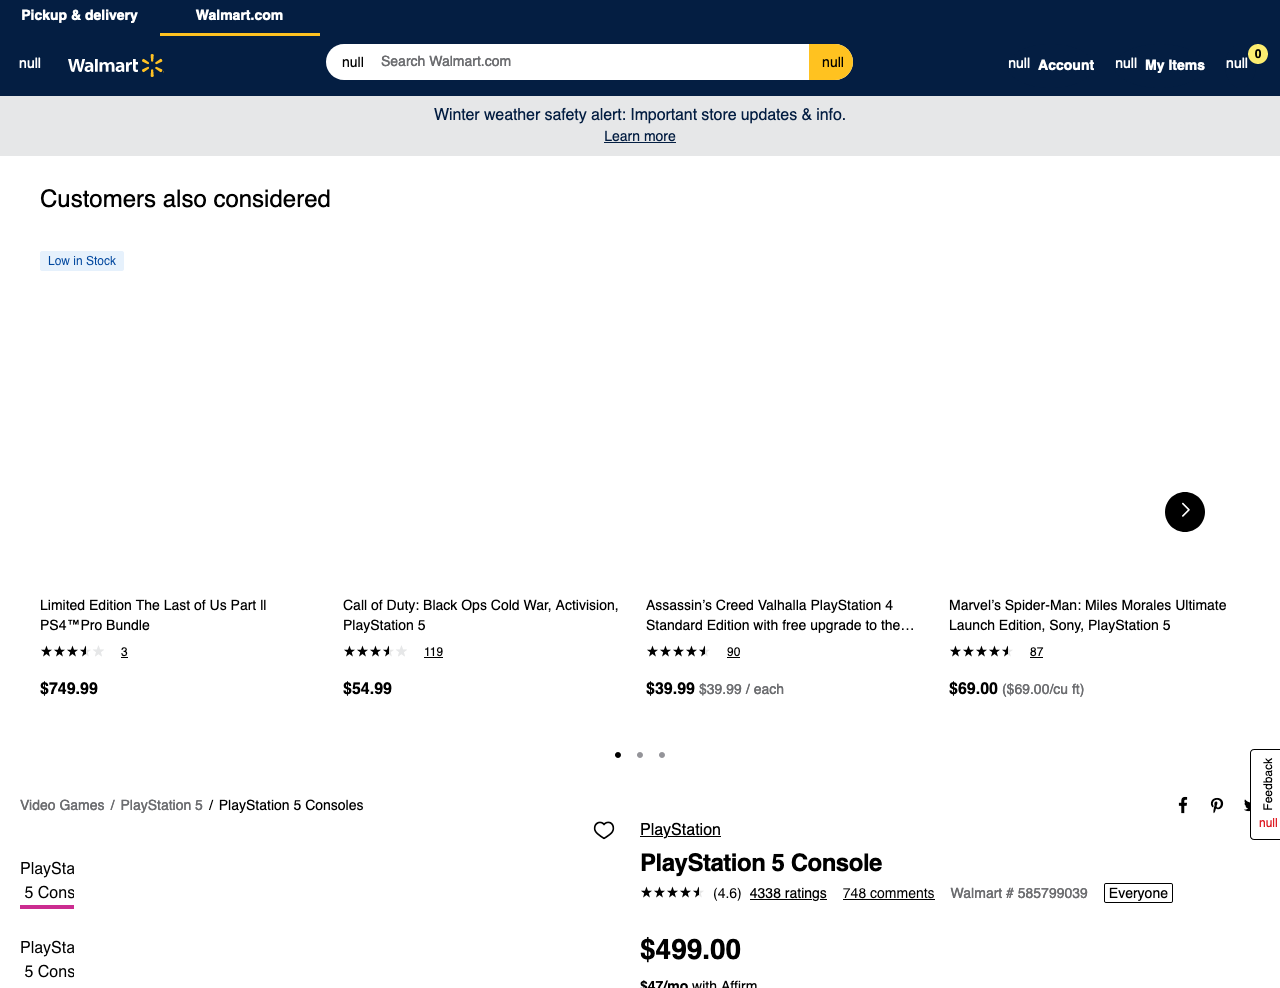 Pickup & delivery
Walmart.com
null
Walmart
null Search Walmart.com
null
null Account
null My Items
null 0
Winter weather safety alert: Important store updates & info.
Learn more
Customers also considered
Low in Stock
Limited Edition The Last of Us Part II
PS4™Pro Bundle
3
$749.99
Call of Duty: Black Ops Cold War, Activision,
PlayStation 5
119
$54.99
Assassin’s Creed Valhalla PlayStation 4
Standard Edition with free upgrade to the…
90
$39.99 $39.99 / each
Marvel’s Spider-Man: Miles Morales Ultimate
Launch Edition, Sony, PlayStation 5
87
$69.00 ($69.00/cu ft)
Feedback
null
Video Games / PlayStation 5 / PlayStation 5 Consoles
PlaySta
5 Cons
PlaySta
5 Cons
PlayStation
PlayStation 5 Console
(4.6) 4338 ratings 748 comments Walmart # 585799039 Everyone
$499.00
$47/mo with Affirm